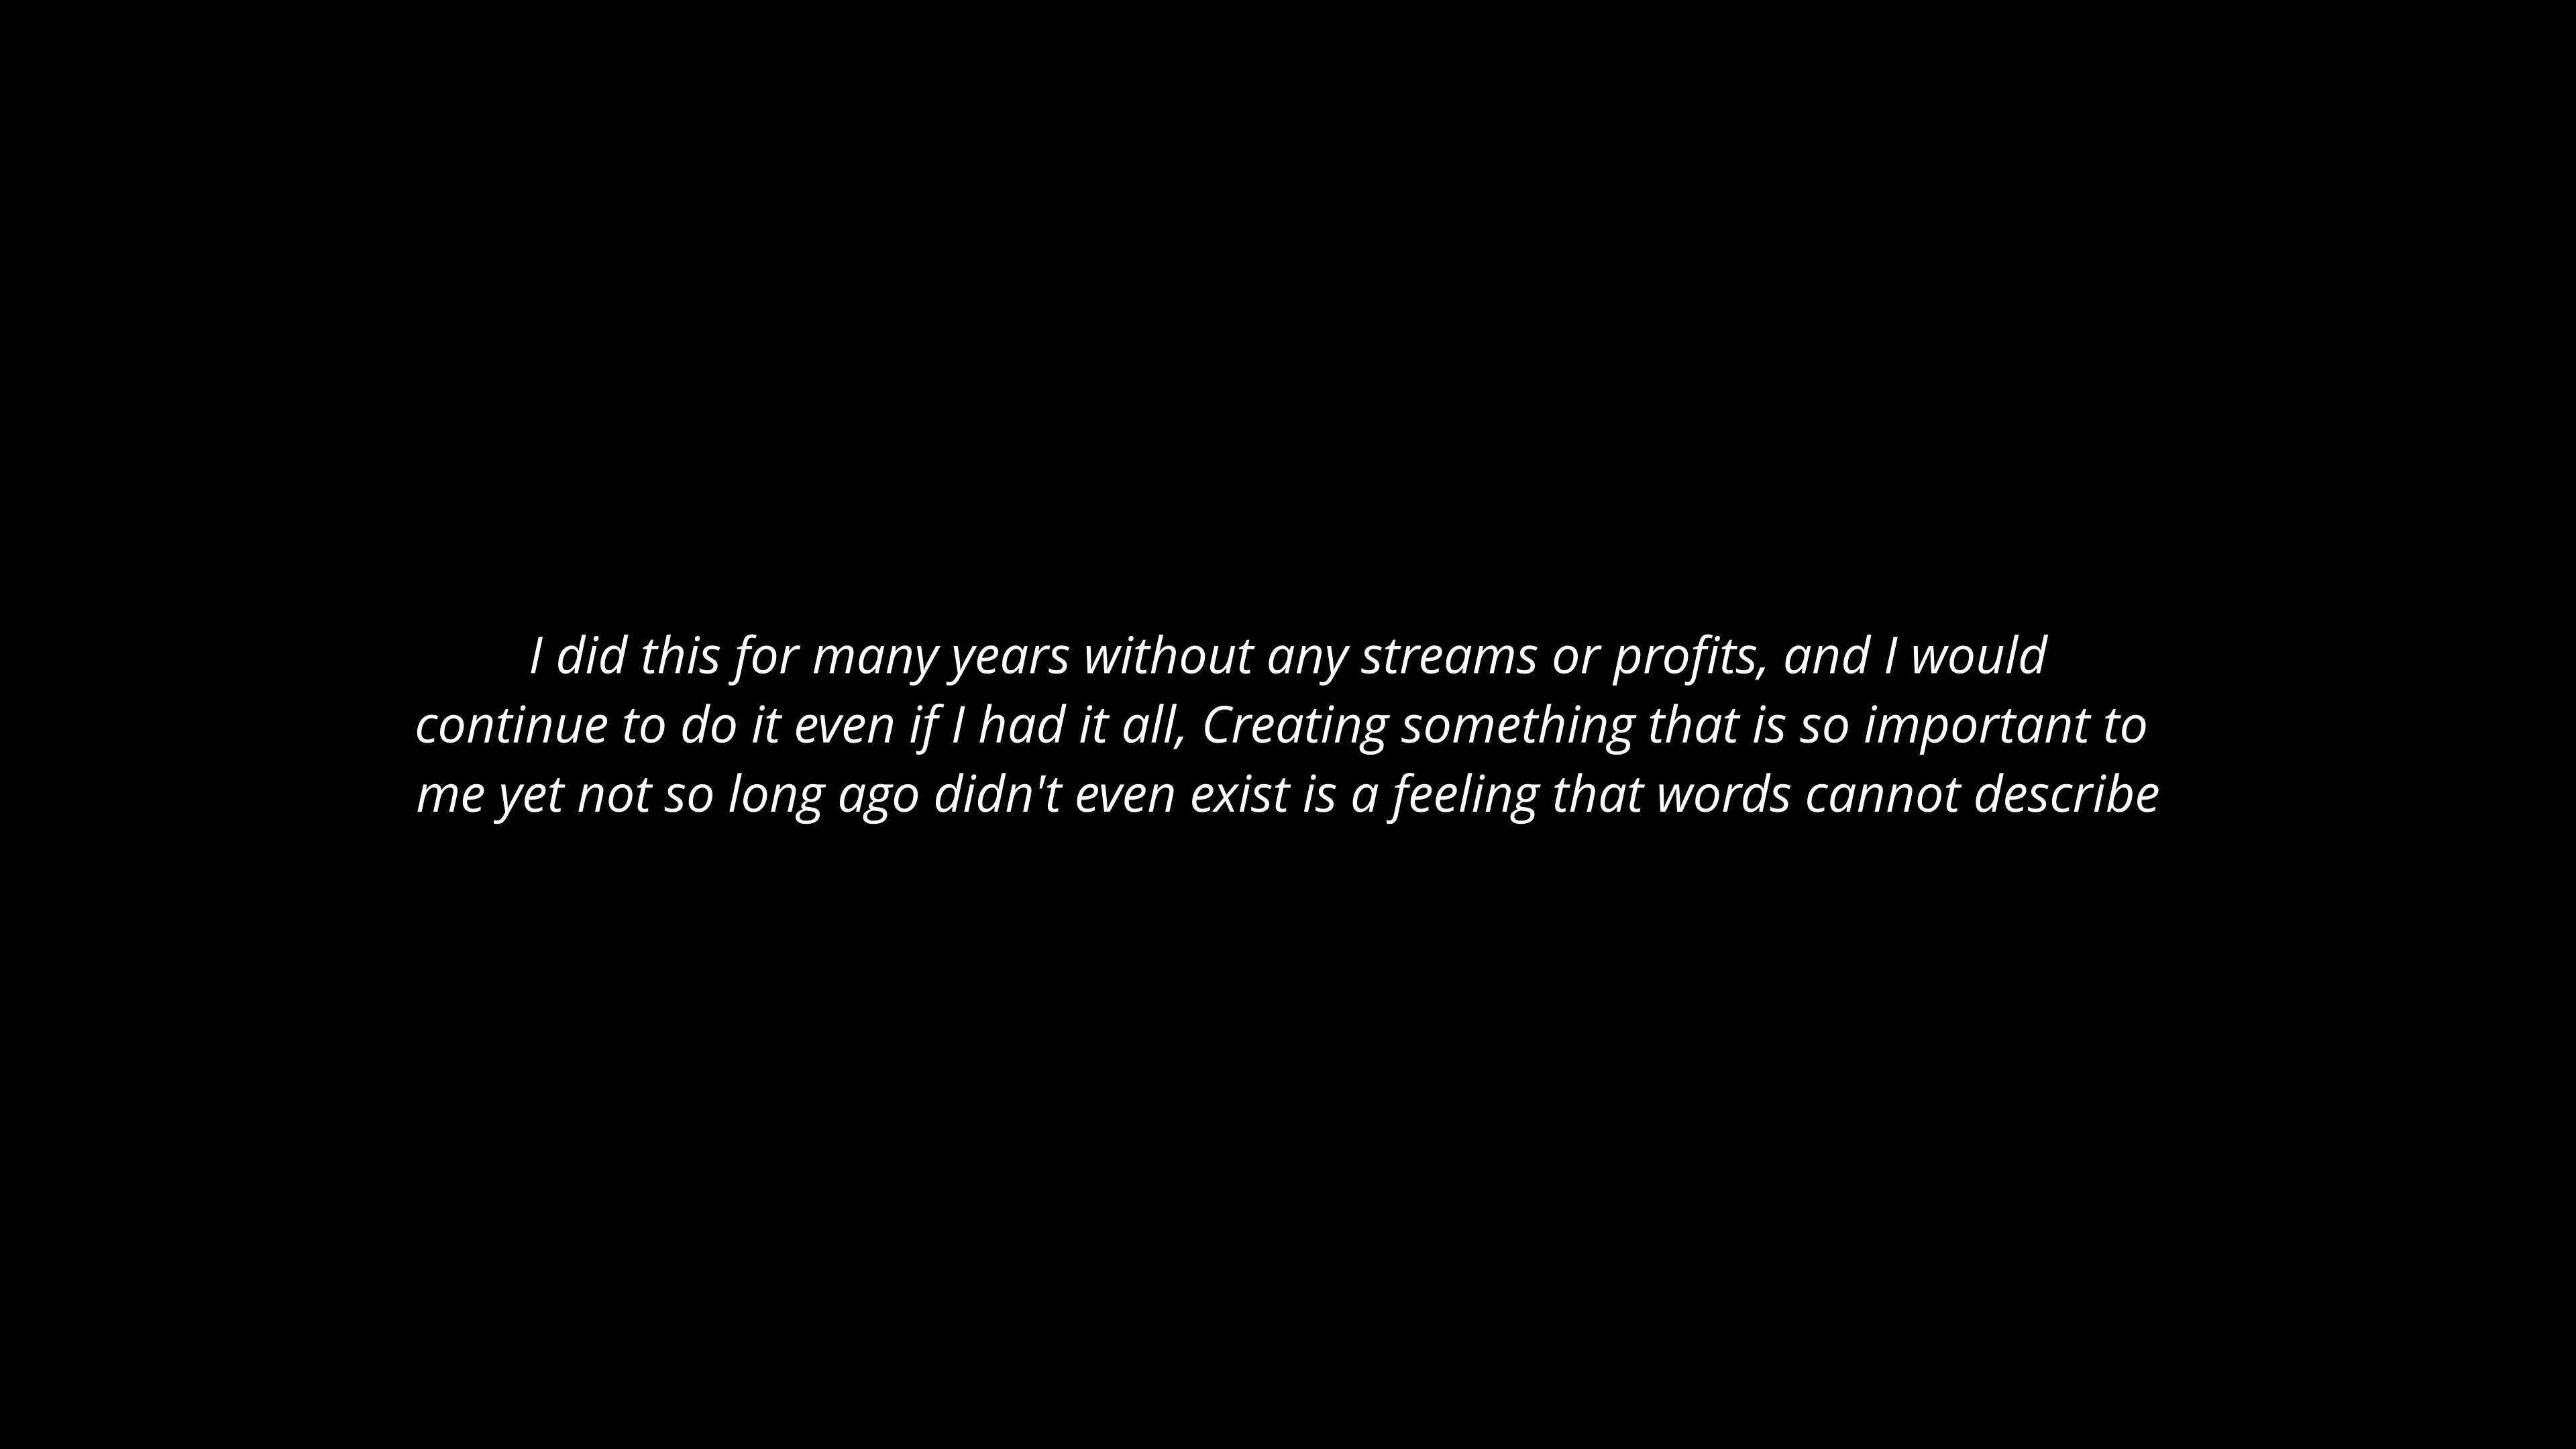 I did this for many years without any streams or profits, and I would
continue to do it even if I had it all, Creating something that is so important to
me yet not so long ago didn't even exist is a feeling that words cannot describe